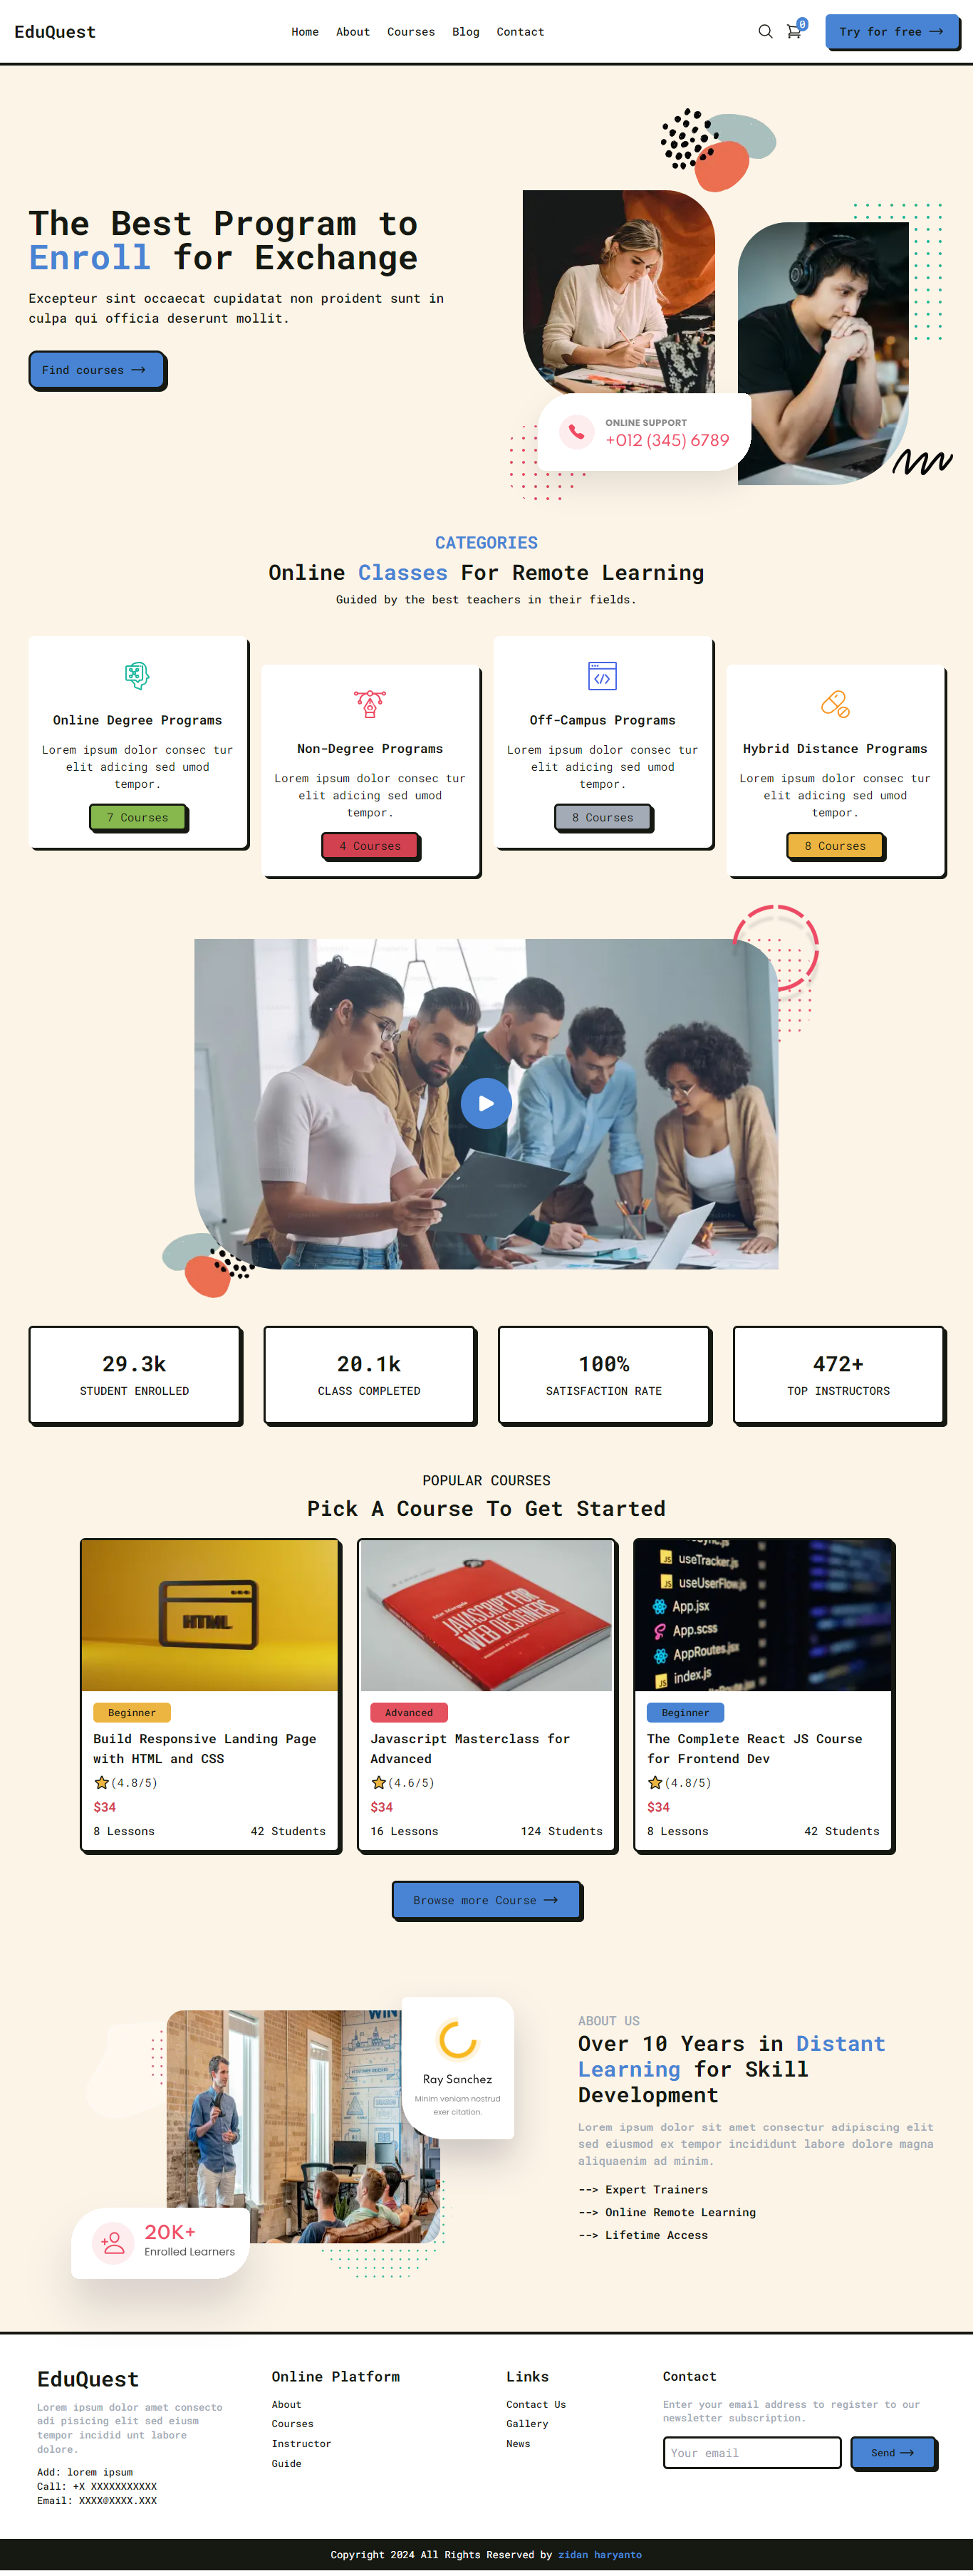 EduQuest
Home About Courses Blog Contact
0
Try for free
The Best Program to
Enroll for Exchange
Excepteur sint occaecat cupidatat non proident sunt in
culpa qui officia deserunt mollit.
Find courses
ONLINE SUPPORT
+012 (345) 6789
CATEGORIES
Online Classes For Remote Learning
Guided by the best teachers in their fields.
Online Degree Programs
Lorem ipsum dolor consec tur
elit adicing sed umod
tempor.
7 Courses
Non-Degree Programs
Lorem ipsum dolor consec tur
elit adicing sed umod
tempor.
4 Courses
Off-Campus Programs
Lorem ipsum dolor consec tur
elit adicing sed umod
tempor.
8 Courses
Hybrid Distance Programs
Lorem ipsum dolor consec tur
elit adicing sed umod
tempor.
8 Courses
29.3k
STUDENT ENROLLED
20.1k
CLASS COMPLETED
100%
SATISFACTION RATE
472+
TOP INSTRUCTORS
POPULAR COURSES
Pick A Course To Get Started
HTML
Beginner
Build Responsive Landing Page
with HTML and CSS
(4.8/5)
$34
8 Lessons 42 Students
JAVASCRIPT FOR
WEB DESIGNERS
Advanced
Javascript Masterclass for
Advanced
(4.6/5)
$34
16 Lessons 124 Students
JS useTracker.js
JS useUserFlow.js
App.jsx
App.scss
AppRoutes.jsx
JS index.js
Beginner
The Complete React JS Course
for Frontend Dev
(4.8/5)
$34
8 Lessons 42 Students
Browse more Course
WIN
Ray Sanchez
Minim veniam nostrud
exer citation.
20K+
Enrolled Learners
ABOUT US
Over 10 Years in Distant
Learning for Skill
Development
Lorem ipsum dolor sit amet consectur adipiscing elit
sed eiusmod ex tempor incididunt labore dolore magna
aliquaenim ad minim.
--> Expert Trainers
--> Online Remote Learning
--> Lifetime Access
EduQuest
Lorem ipsum dolor amet consecto
adi pisicing elit sed eiusm
tempor incidid unt labore
dolore.
Add: lorem ipsum
Call: +X XXXXXXXXXXX
Email: XXXX@XXXX.XXX
Online Platform
About
Courses
Instructor
Guide
Links
Contact Us
Gallery
News
Contact
Enter your email address to register to our
newsletter subscription.
Your email
Send
Copyright 2024 All Rights Reserved by zidan haryanto